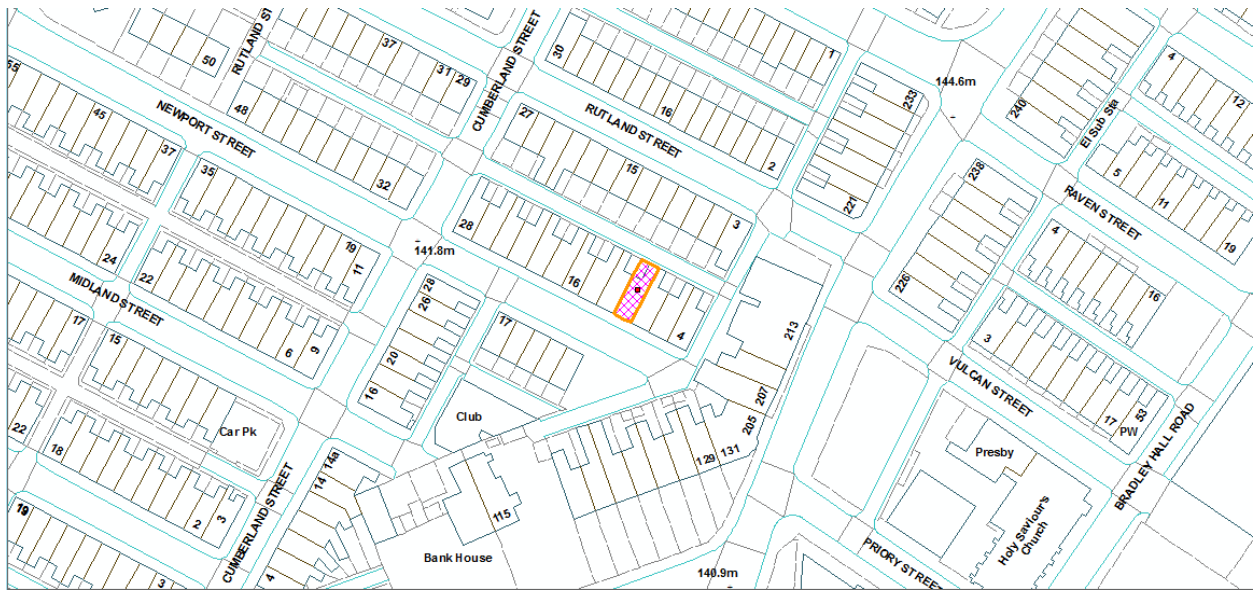 RUTLAND ST
50
37
31
29
CUMBERLAND STREET
30
1
16
RUTLAND STREET
2
233
221
144.6m
240
El Sub Sta
4
12
55
45
NEWPORT STREET
48
32
37
35
19
11
27
15
3
238
226
5
11
19
RAVEN STREET
4
16
28
141.8m
16
4
24
MIDLAND STREET
22
6
9
28
26
20
16
17
213
207
205
3
VULCAN STREET
17
53
PW
17
15
Car Pk
Club
129
131
22
18
2
3
CUMBERLAND STREET
14a
14
4
115
Bank House
Presby
BRADLEY HALL ROAD
Holy Saviour's
Church
PRIORY STREET
140.9m
19
3